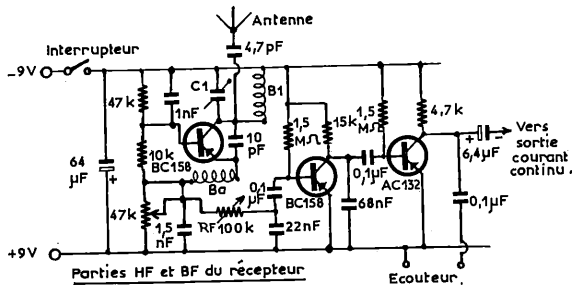 Antenne
Interrupteur
4,7pF
-9V
C1
B1
47k
1nF
1,5
MΩ
15k
1,5
MΩ
4,7k
10k
BC158
10
pF
64
µF
+
Ba
0,1
µF
BC158
0,1µF
AC132
+
6,4µF
Vers
sortie
courant
continu.
47k
1,5
nF
RF
100k
22nF
68nF
0,1µF
+9V
Parties HF et BF du récepteur
Ecouteur